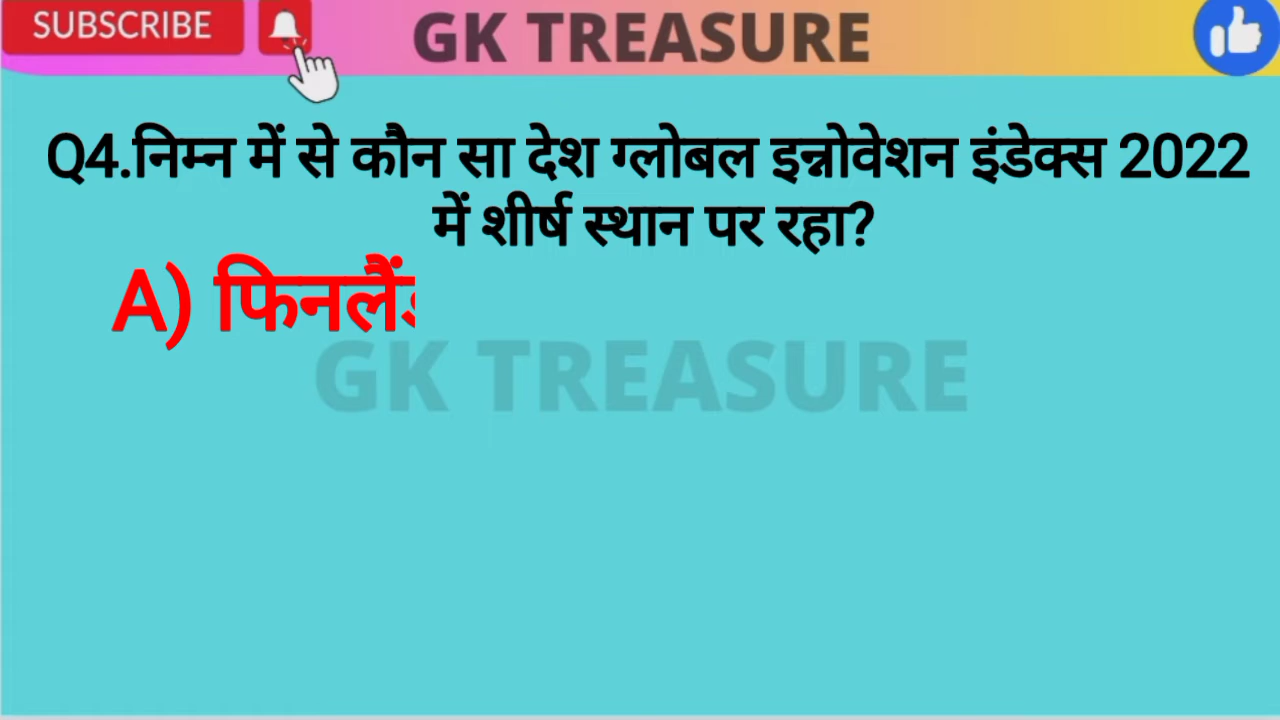 SUBSCRIBE
GK TREASURE
Q4.निम्न में से कौन सा देश ग्लोबल इन्नोवेशन इंडेक्स 2022
में शीर्ष स्थान पर रहा?
A)
GK TREASURE